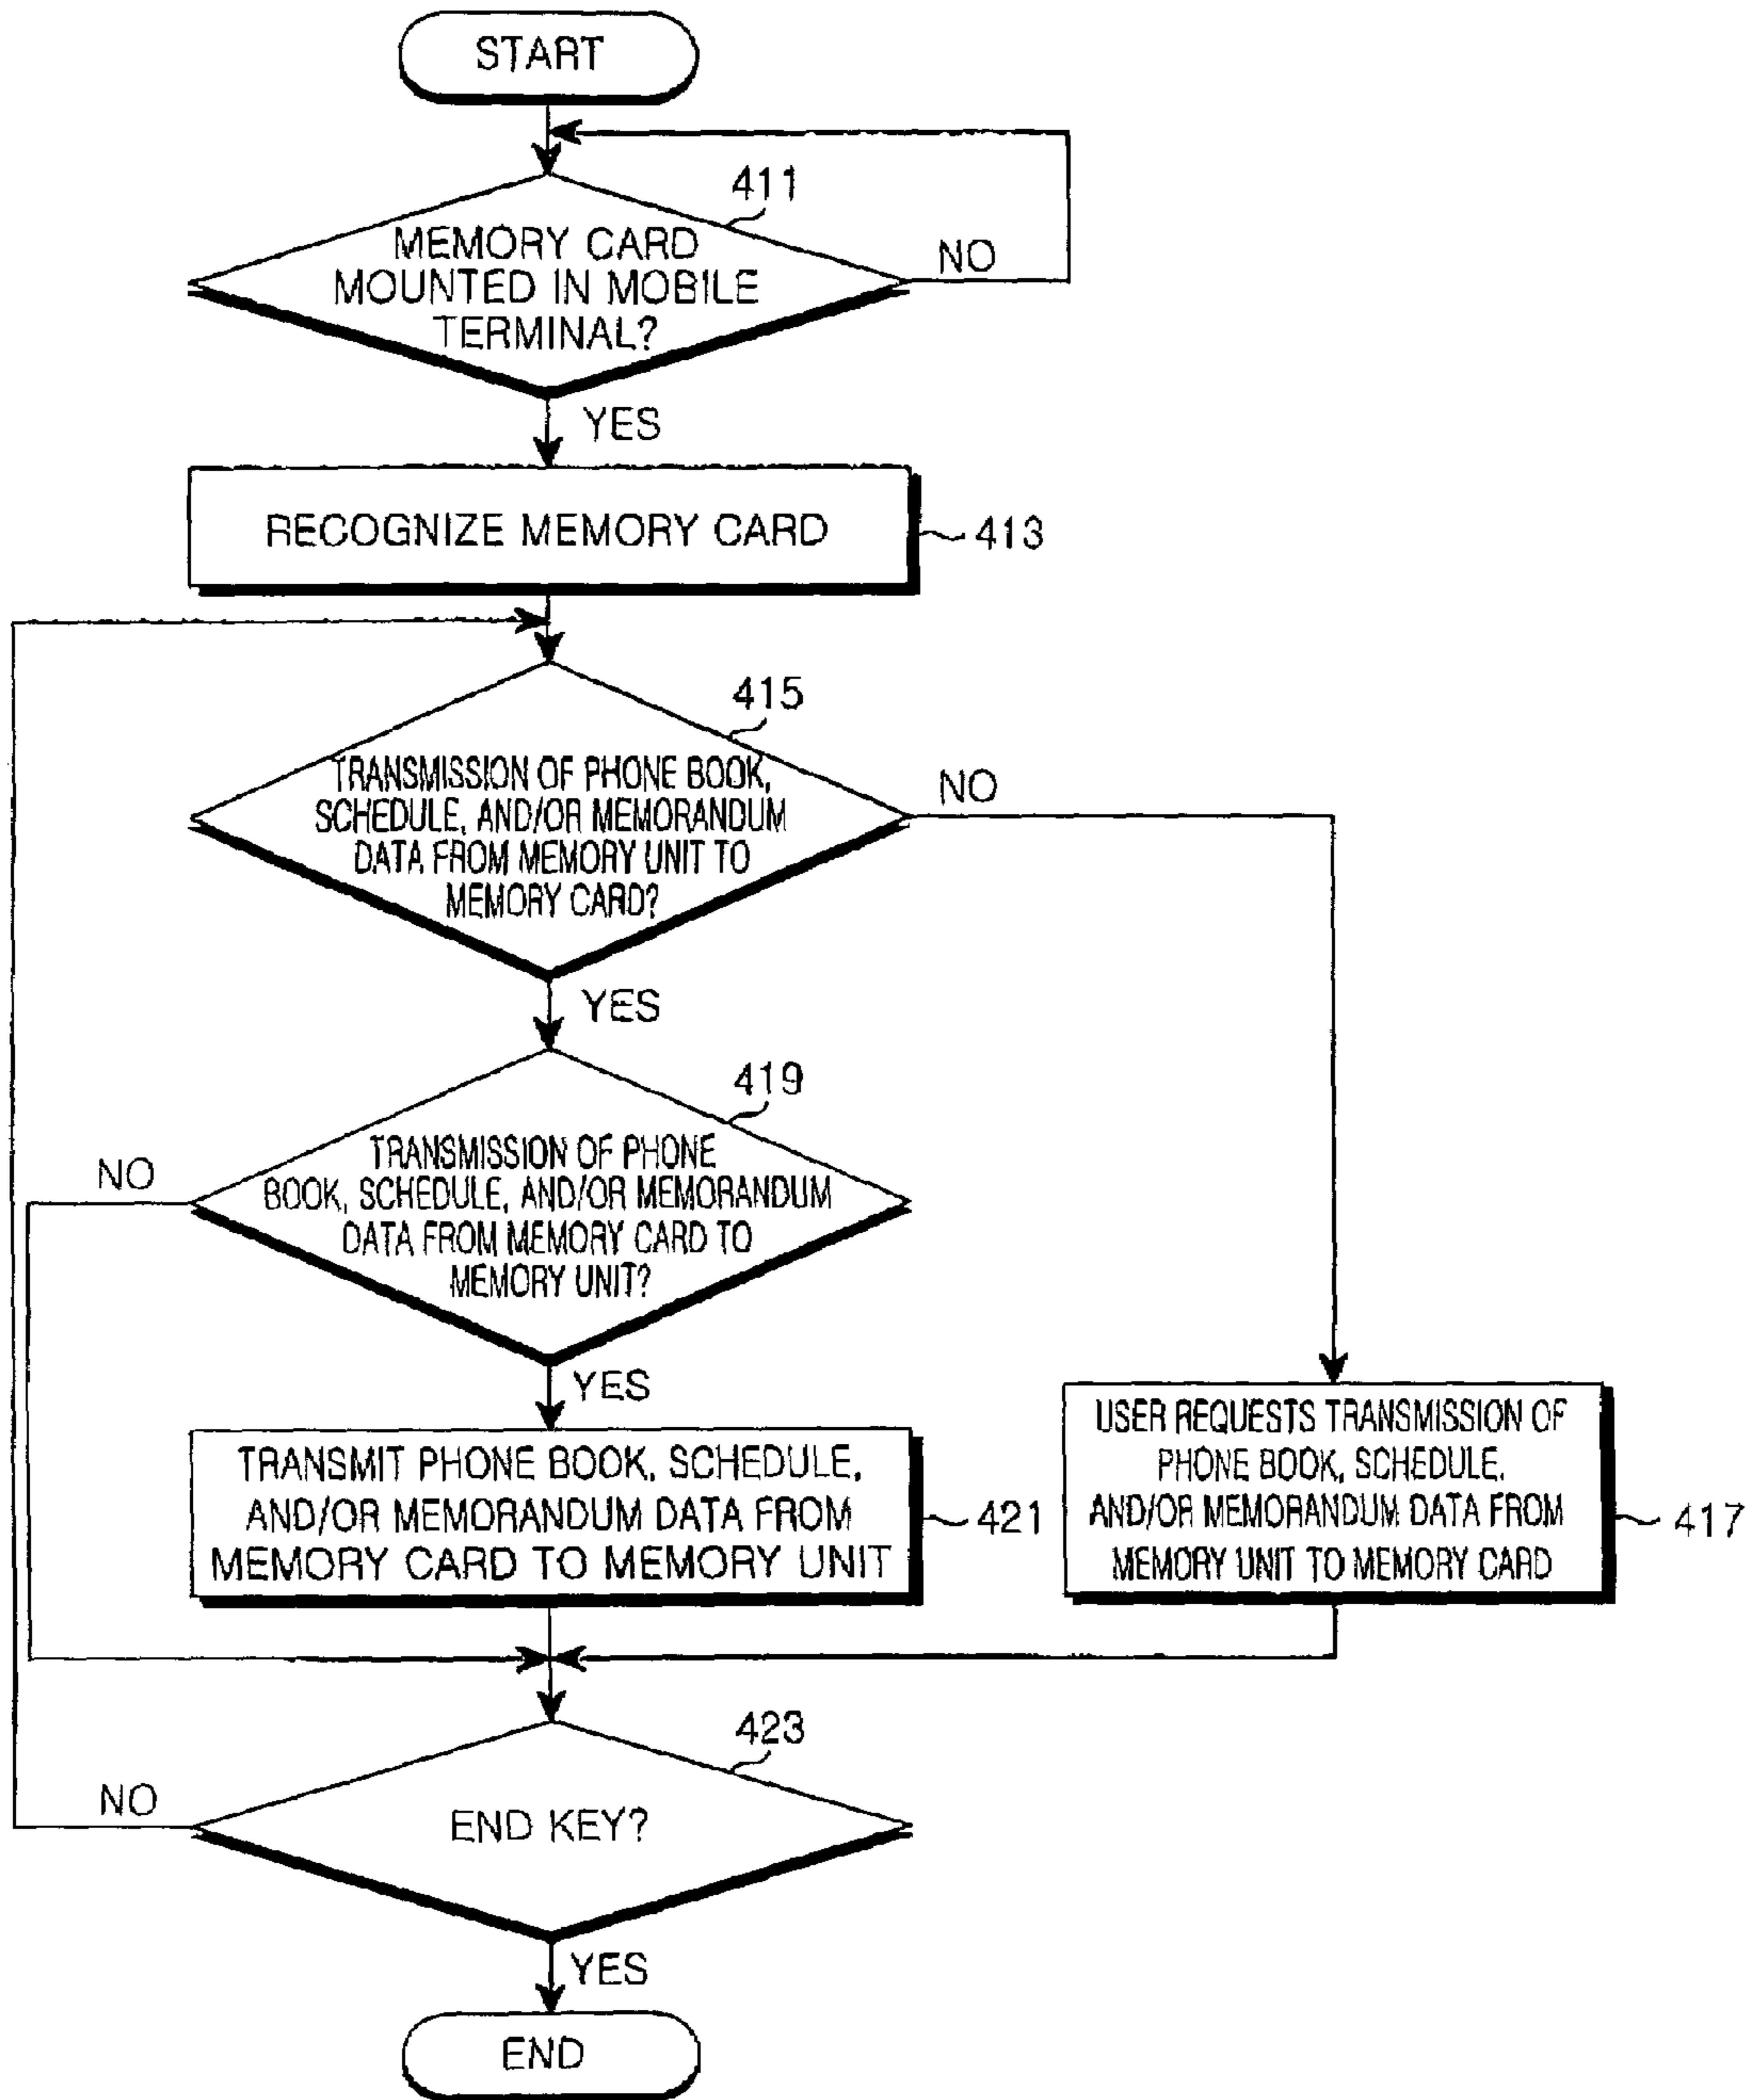 START
411
MEMORY CARD
MOUNTED IN MOBILE
TERMINAL?
NO
YES
RECOGNIZE MEMORY CARD
413
415
TRANSMISSION OF PHONE BOOK,
SCHEDULE, AND/OR MEMORANDUM
DATA FROM MEMORY UNIT TO
MEMORY CARD?
NO
YES
419
TRANSMISSION OF PHONE
BOOK, SCHEDULE, AND/OR MEMORANDUM
DATA FROM MEMORY CARD TO
MEMORY UNIT?
NO
YES
TRANSMIT PHONE BOOK, SCHEDULE,
AND/OR MEMORANDUM DATA FROM
MEMORY CARD TO MEMORY UNIT
421
USER REQUESTS TRANSMISSION OF
PHONE BOOK, SCHEDULE,
AND/OR MEMORANDUM DATA FROM
MEMORY UNIT TO MEMORY CARD
417
423
END KEY?
NO
YES
END